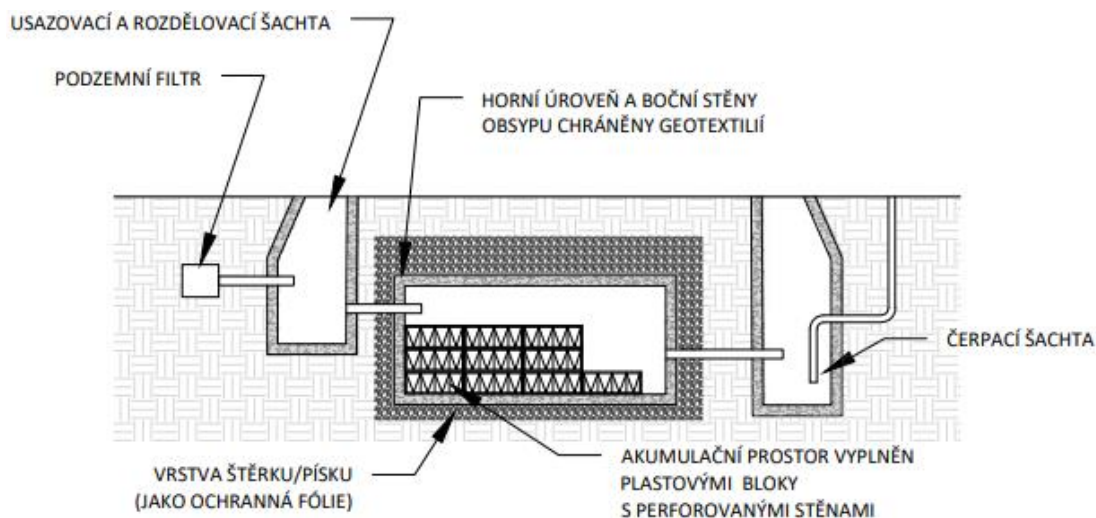 USAZOVACÍ A ROZDĚLOVACÍ ŠACHTA
PODZEMNÍ FILTR
HORNÍ ÚROVEŇ A BOČNÍ STĚNY
OBSYPU CHRÁNĚNY GEOTEXTILIÍ
ČERPACÍ ŠACHTA
VRSTVA ŠTĚRKU/PÍSKU
(JAKO OCHRANNÁ FÓLIE)
AKUMULAČNÍ PROSTOR VYPLNĚN
PLASTOVÝMI BLOKY
S PERFOROVANÝMI STĚNAMI